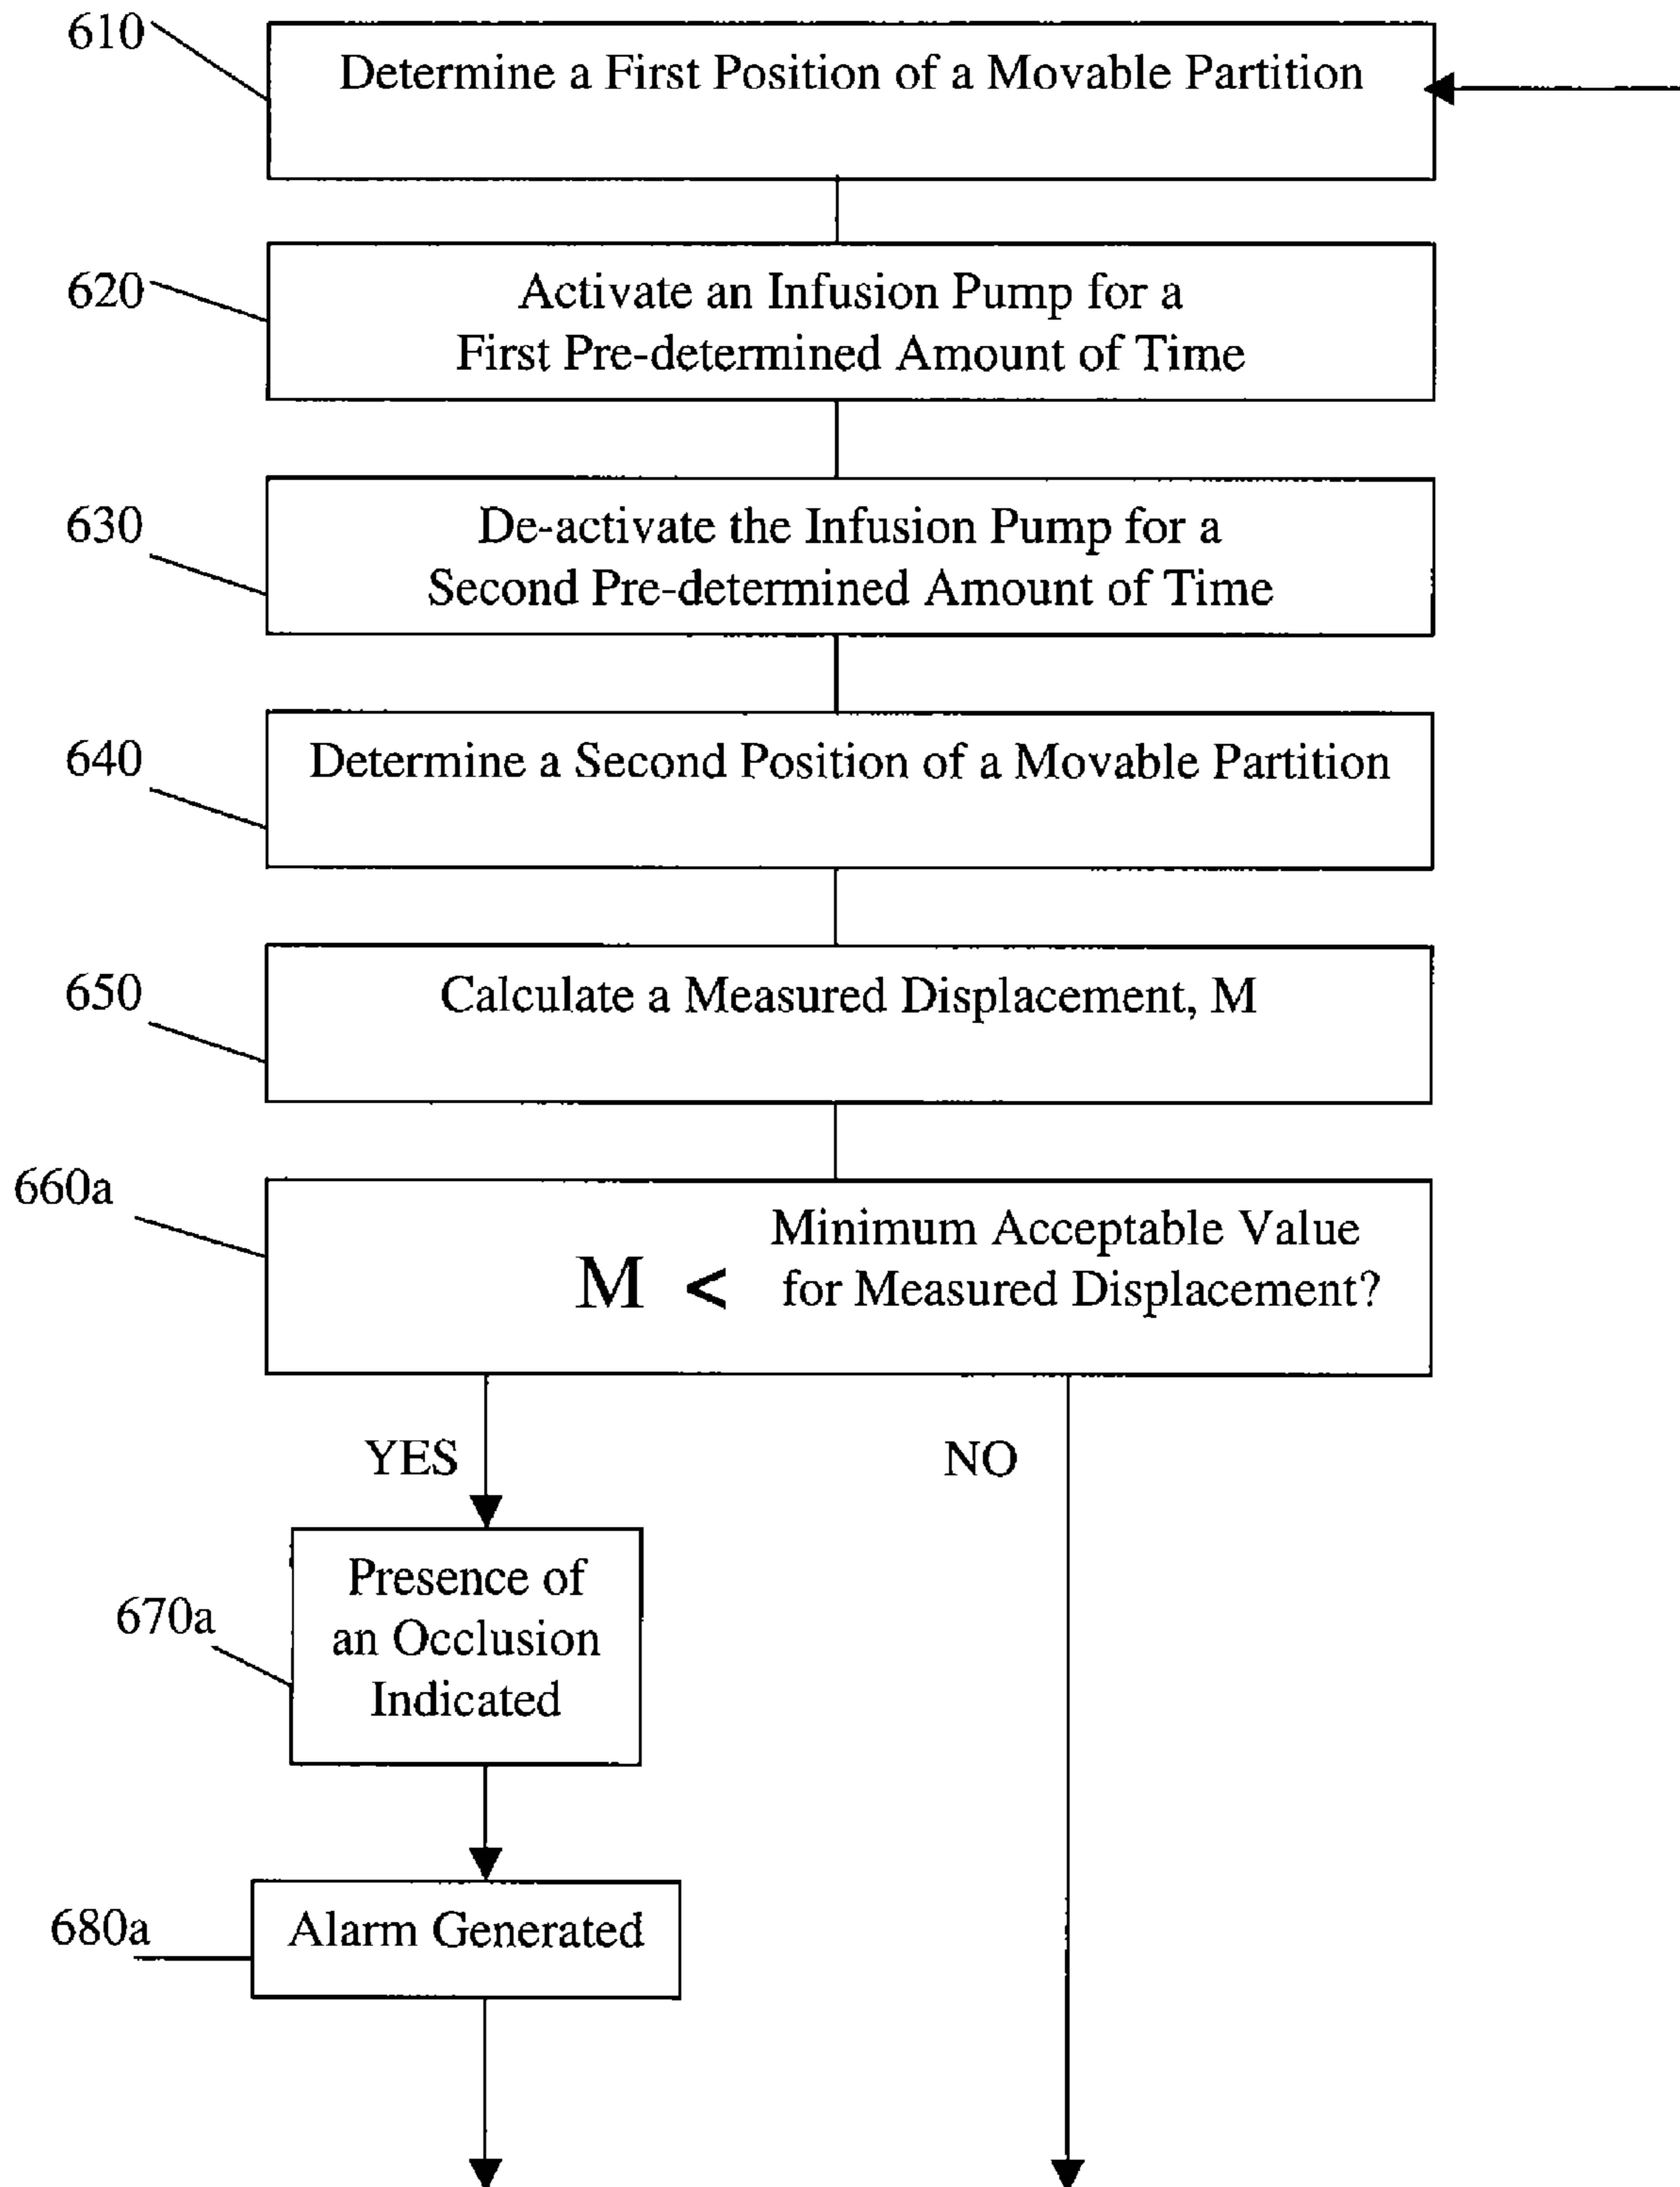 610
Determine a First Position of a Movable Partition
620
Activate an Infusion Pump for a
First Pre-determined Amount of Time
630
De-activate the Infusion Pump for a
Second Pre-determined Amount of Time
640
Determine a Second Position of a Movable Partition
650
Calculate a Measured Displacement, M
660a
Minimum Acceptable Value
M < for Measured Displacement?
YES
NO
670a
Presence of
an Occlusion
Indicated
680a
Alarm Generated